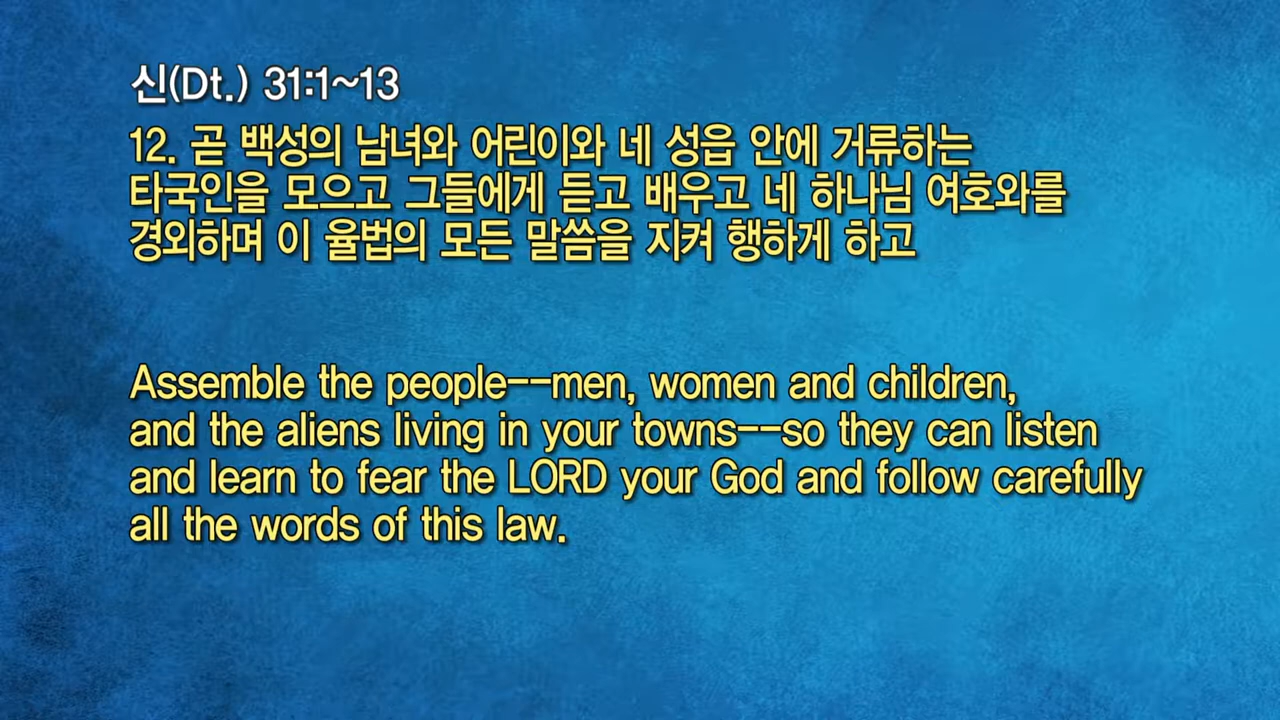 신(Dt.) 31:1~13
12. 곧 백성의 남녀와 어린이와 네 성읍 안에 거류하는
타국인을 모으고 그들에게 듣고 배우고 네 하나님 여호와를
경외하며 이 율법의 모든 말씀을 지켜 행하게 하고
Assemble the people--men, women and children,
and the aliens living in your towns--so they can listen
and learn to fear the LORD your God and follow carefully
all the words of this law.